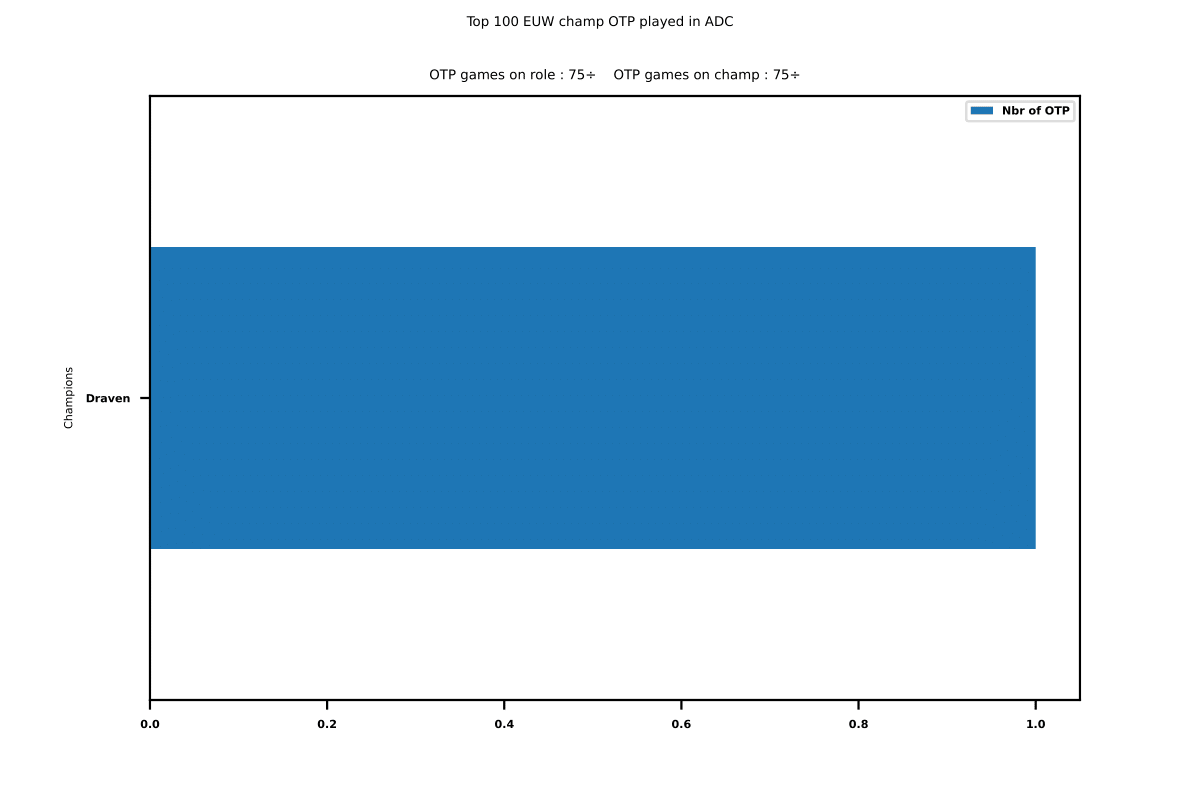 Top 100 EUW champ OTP played in ADC
OTP games on role : 75÷    OTP games on champ : 75÷
Nbr of OTP
Champions
Draven
0.0 0.2 0.4 0.6 0.8 1.0